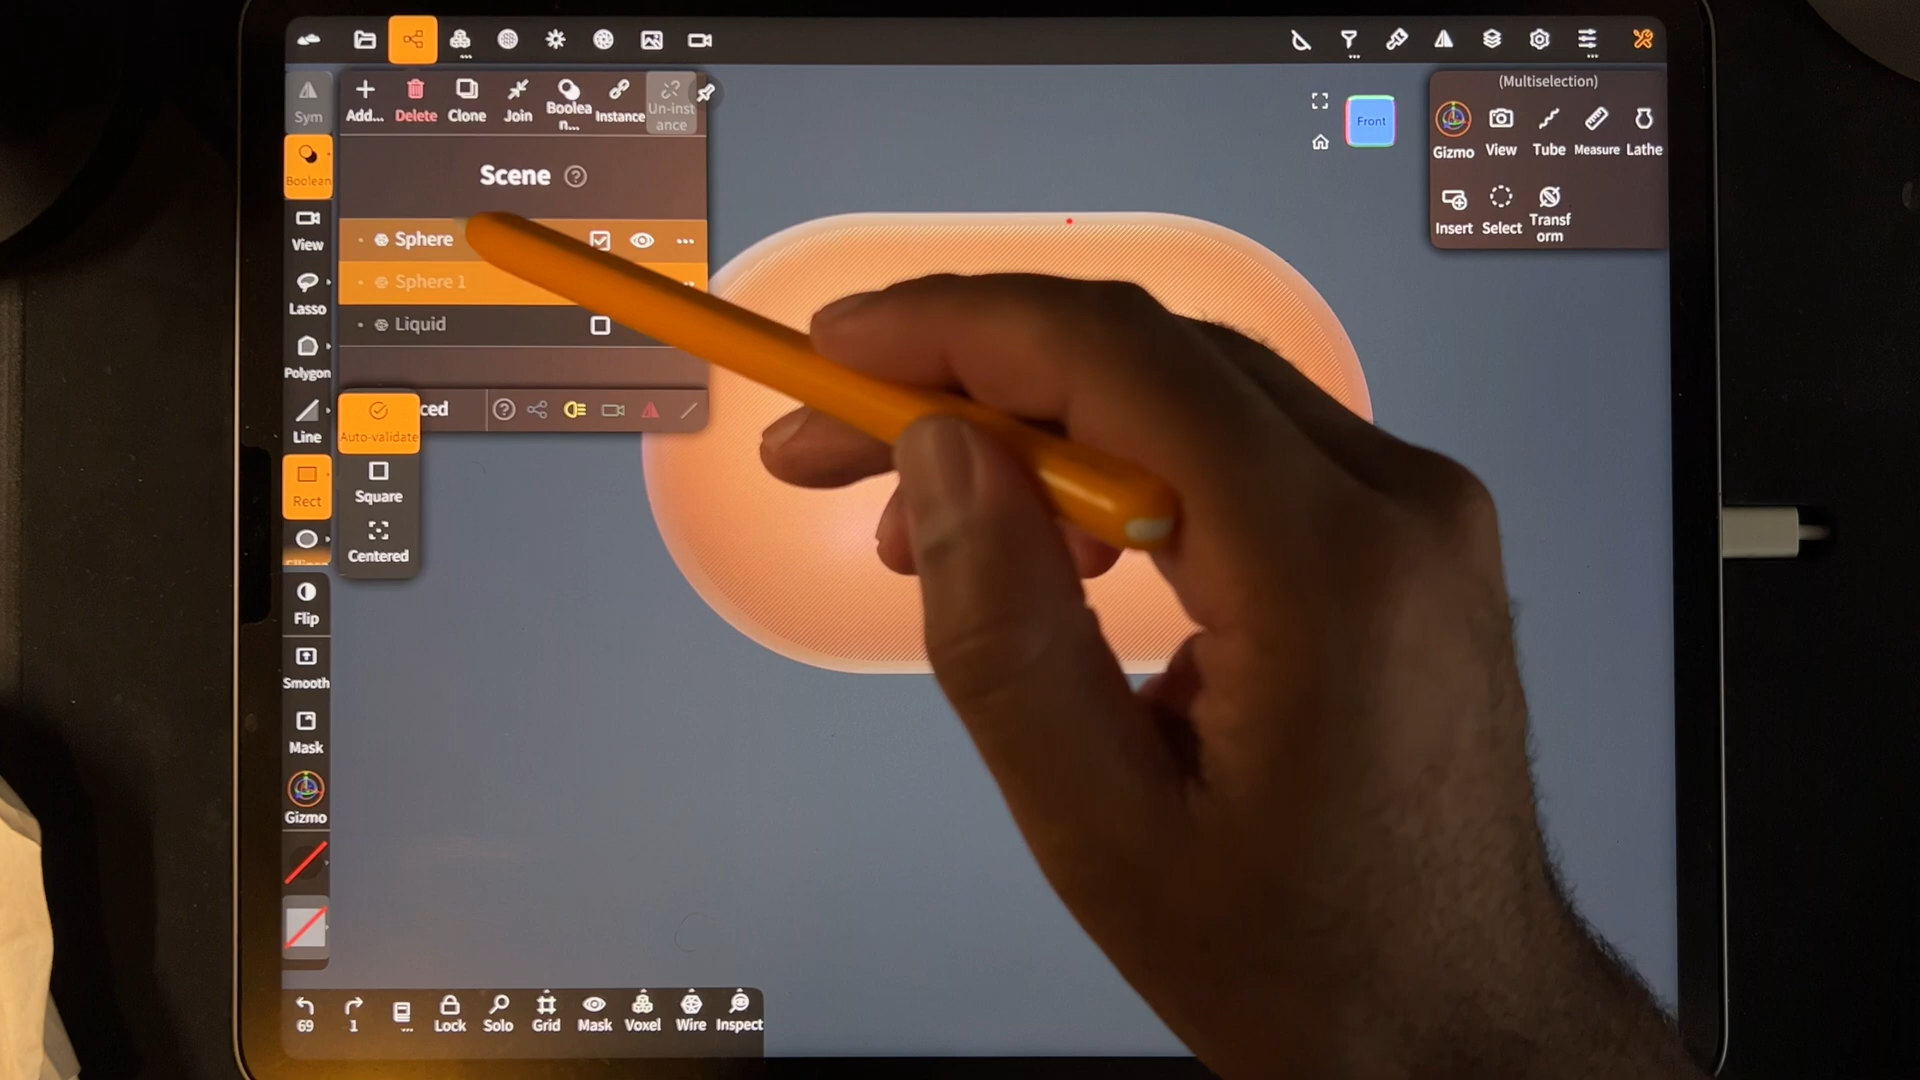 Sym
Boolean
View
Lasso
Polygon
Line
Rect
Flip
Smooth
Mask
Gizmo
Add...
Delete
Clone
Join
Boolea
n...
Instance
Un-inst
ance
Scene ?
Sphere
...
Sphere 1
Liquid
ced
?
Auto-validate
Square
Centered
Front
(Multiselection)
Gizmo
View
Tube
Measure
Lathe
Insert
Select
Transf
orm
69
1
...
Lock
Solo
Grid
Mask
Voxel
Wire
Inspect